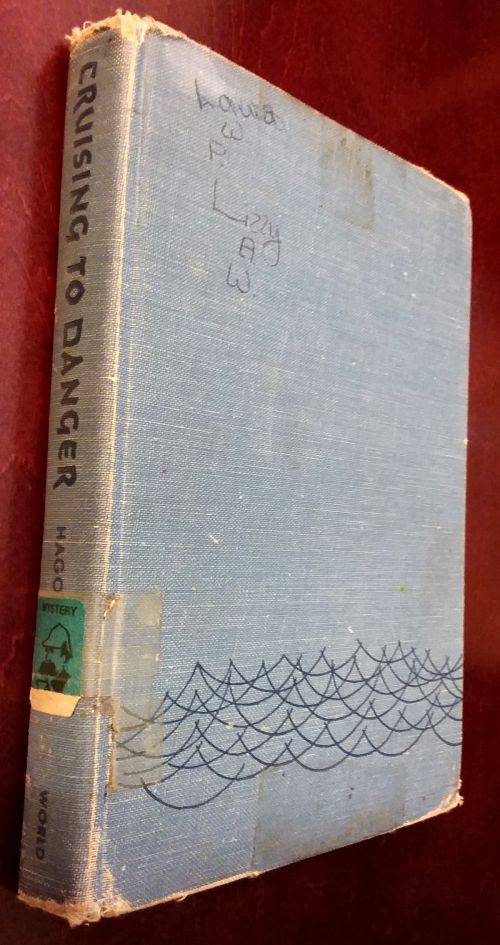 CRUISING TO DANGER
HAGO
MYSTERY
WORLD
Laura
W
P.
Lizzy
A
W.